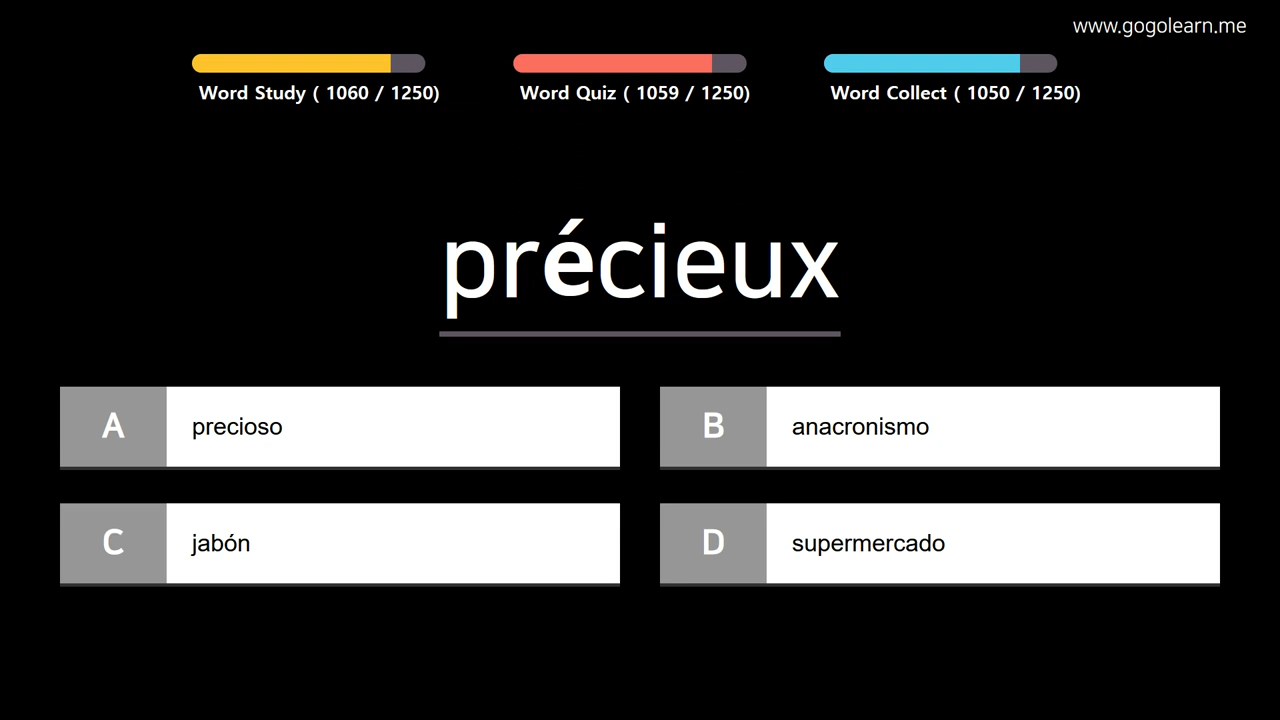 www.gogolearn.me
Word Study ( 1060 / 1250)
Word Quiz ( 1059 / 1250)
Word Collect ( 1050 / 1250)
précieux
A precioso
B anacronismo
C jabón
D supermercado